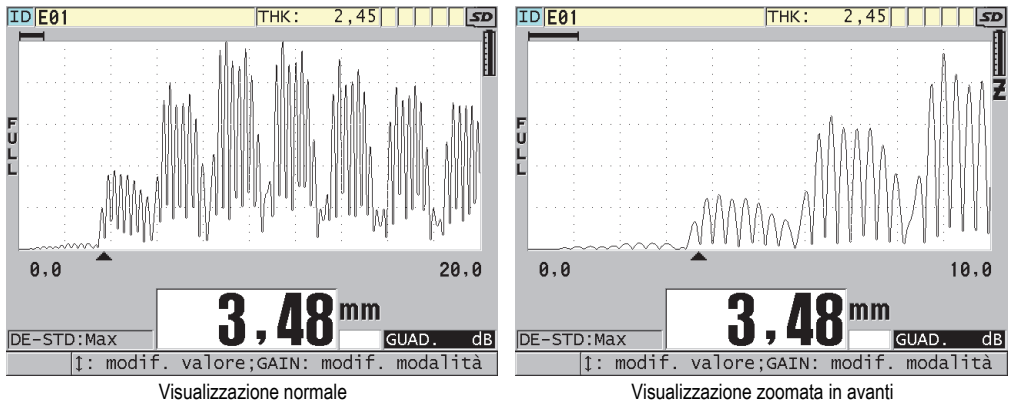 ID E01 THK: 2,45 SD
FULL
0,0 20,0
3,48 mm
DE-STD:Max GUAD. dB
↕: modif. valore;GAIN: modif. modalità
Visualizzazione normale
ID E01 THK: 2,45 SD
Z
FULL
0,0 10,0
3,48 mm
DE-STD:Max GUAD. dB
↕: modif. valore;GAIN: modif. modalità
Visualizzazione zoomata in avanti